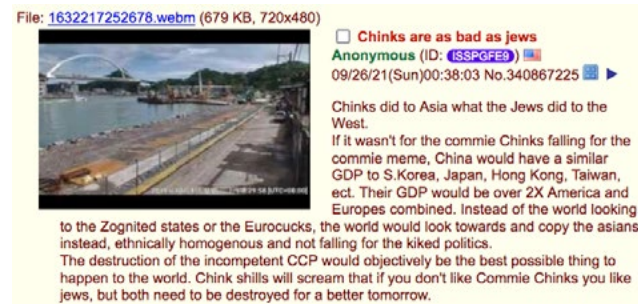 File: 1632217252678.webm (679 KB, 720x480)
Chinks are as bad as jews
Anonymous (ID: ISSPGFE9)
09/26/21(Sun)00:38:03 No.340867225
Chinks did to Asia what the Jews did to the
West.
If it wasn't for the commie Chinks falling for the
commie meme, China would have a similar
GDP to S.Korea, Japan, Hong Kong, Taiwan,
ect. Their GDP would be over 2X America and
Europes combined. Instead of the world looking
to the Zognited states or the Eurocucks, the world would look towards and copy the asians
instead, ethnically homogenous and not falling for the kiked politics.
The destruction of the incompetent CCP would objectively be the best possible thing to
happen to the world. Chink shills will scream that if you don't like Commie Chinks you like
jews, but both need to be destroyed for a better tomorrow.